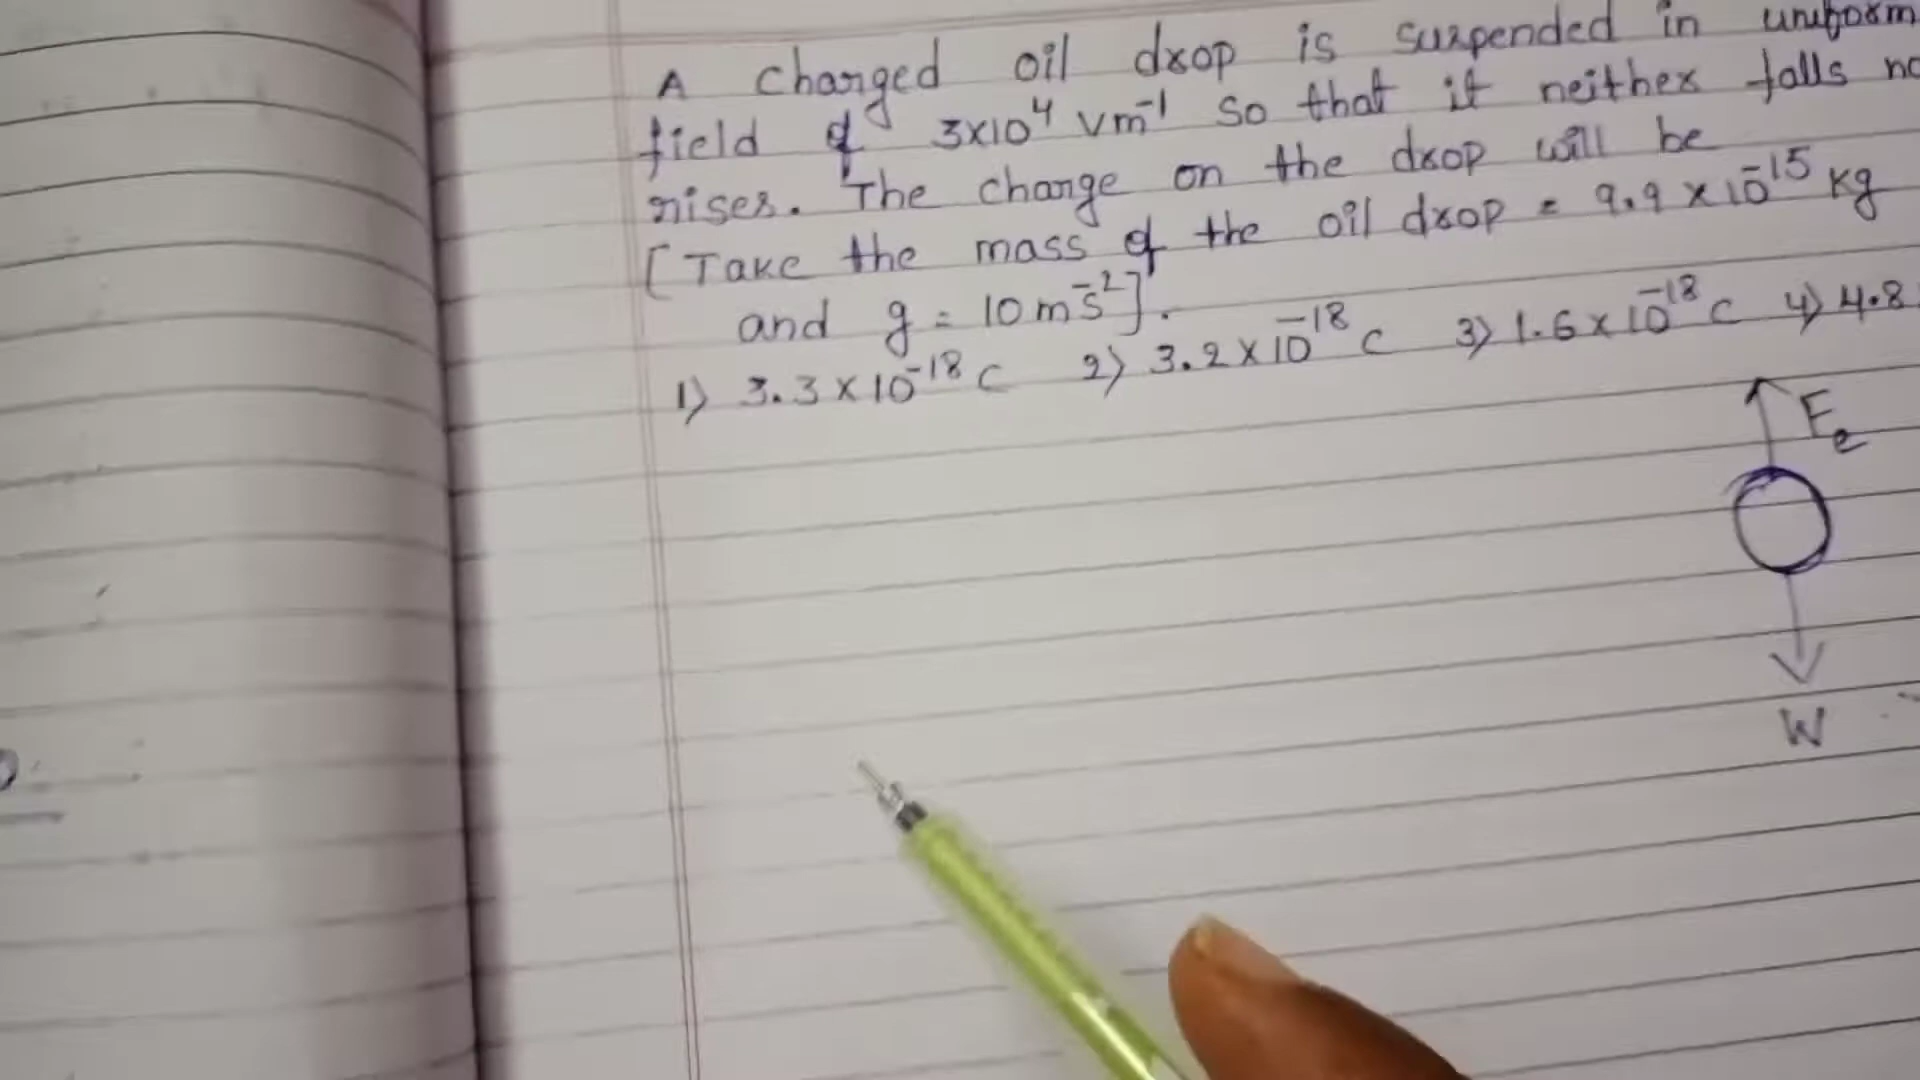 A charged oil drop is suspended in uniform
field of 3x10⁴ Vm⁻¹ so that it neither falls no
rises. The charge on the drop will be
[Take the mass of the oil drop = 9.9 x 10⁻¹⁵ kg
and g = 10 m s⁻²].
1) 3.3 x 10⁻¹⁸ C 2) 3.2 x 10⁻¹⁸ C 3) 1.6 x 10⁻¹⁸ C 4) 4.8
Fe
W